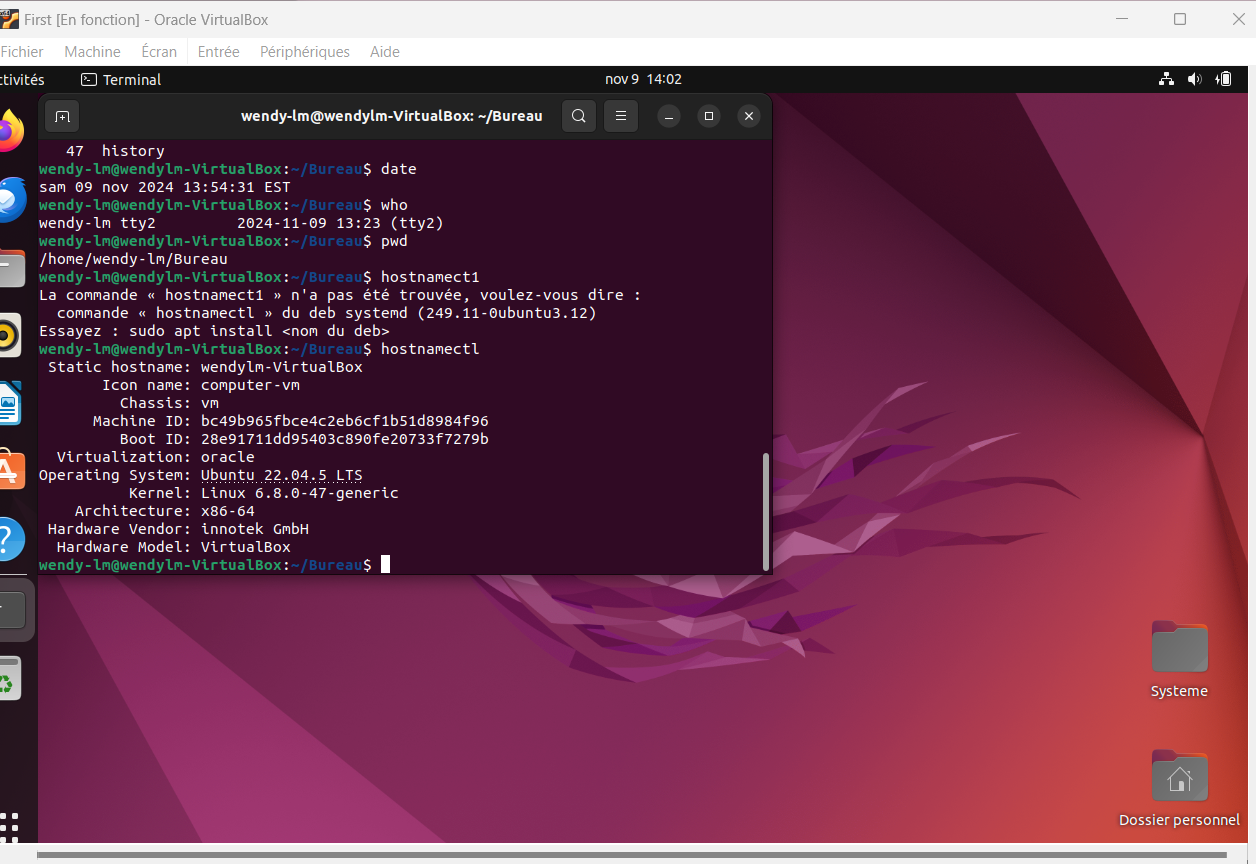 First [En fonction] - Oracle VirtualBox
Fichier Machine Écran Entrée Périphériques Aide
ctivités Terminal nov 9 14:02
wendy-lm@wendylm-VirtualBox: ~/Bureau
47 history
wendy-lm@wendylm-VirtualBox:~/Bureau$ date
sam 09 nov 2024 13:54:31 EST
wendy-lm@wendylm-VirtualBox:~/Bureau$ who
wendy-lm tty2 2024-11-09 13:23 (tty2)
wendy-lm@wendylm-VirtualBox:~/Bureau$ pwd
/home/wendy-lm/Bureau
wendy-lm@wendylm-VirtualBox:~/Bureau$ hostnamect1
La commande « hostnamect1 » n'a pas été trouvée, voulez-vous dire :
commande « hostnamectl » du deb systemd (249.11-0ubuntu3.12)
Essayez : sudo apt install <nom du deb>
wendy-lm@wendylm-VirtualBox:~/Bureau$ hostnamectl
Static hostname: wendylm-VirtualBox
Icon name: computer-vm
Chassis: vm
Machine ID: bc49b965fbce4c2eb6cf1b51d8984f96
Boot ID: 28e91711dd95403c890fe20733f7279b
Virtualization: oracle
Operating System: Ubuntu 22.04.5 LTS
Kernel: Linux 6.8.0-47-generic
Architecture: x86-64
Hardware Vendor: innotek GmbH
Hardware Model: VirtualBox
wendy-lm@wendylm-VirtualBox:~/Bureau$
Systeme
Dossier personnel